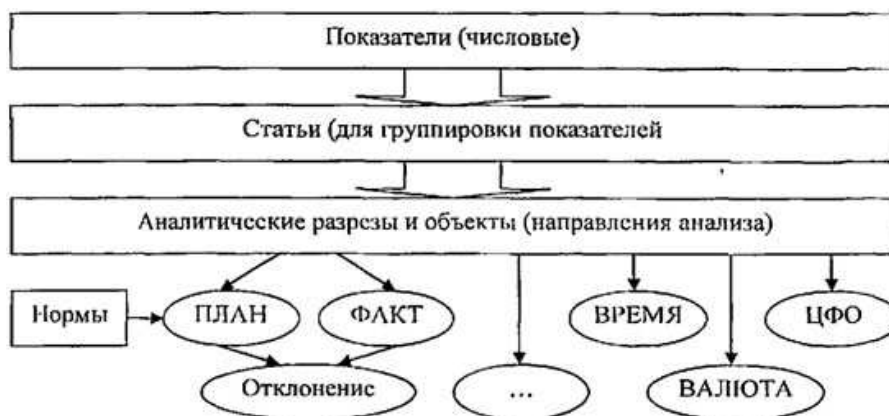 Показатели (числовые)
Статьи (для группировки показателей
Аналитические разрезы и объекты (направления анализа)
Нормы
ПЛАН
ФАКТ
ВРЕМЯ
ЦФО
Отклонение
...
ВАЛЮТА